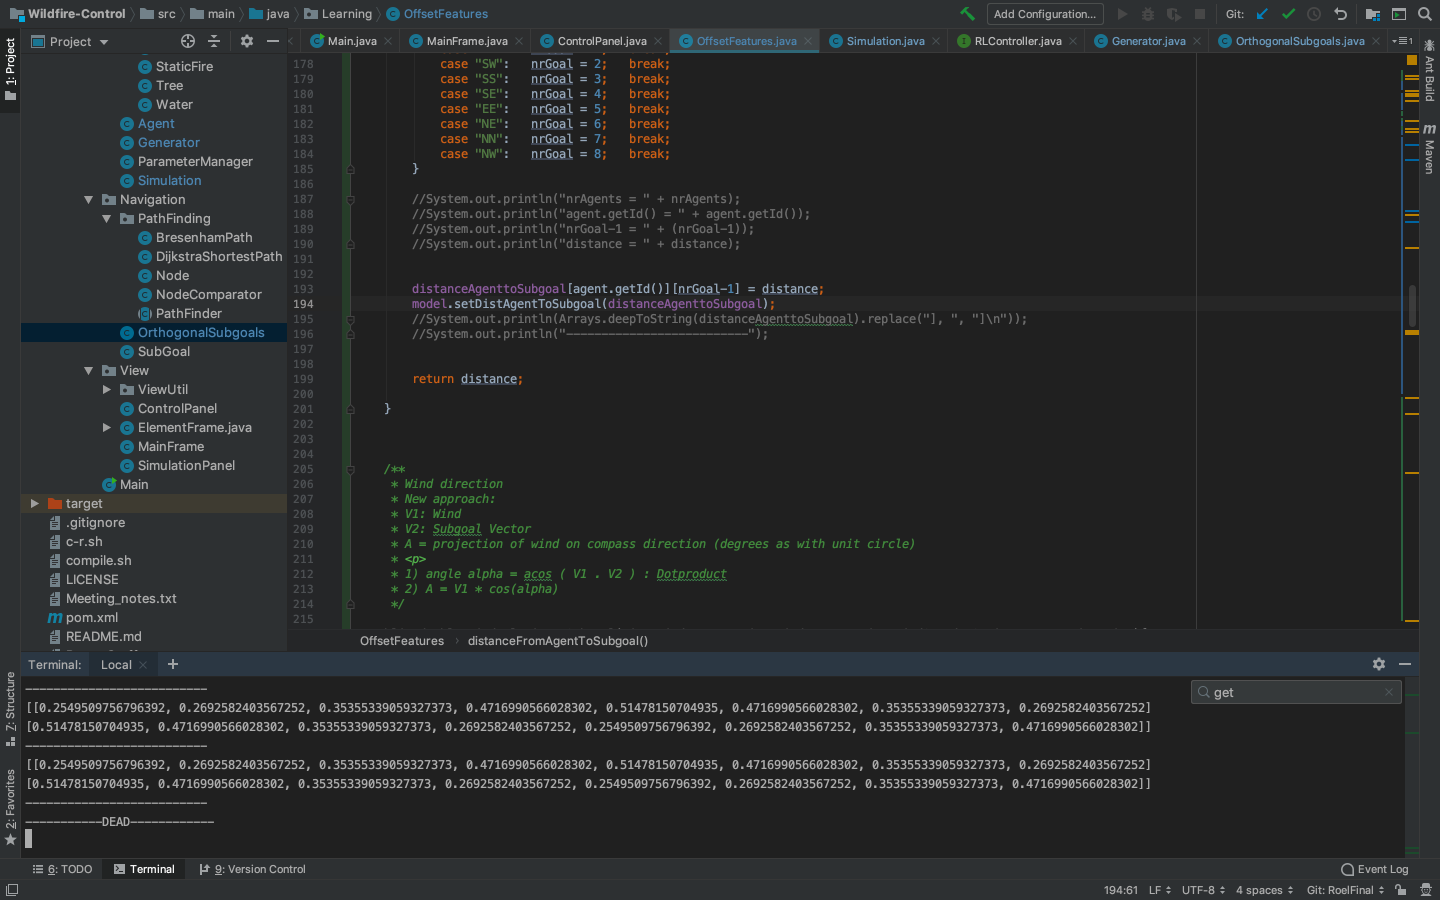 Wildfire-Control
src
main
java
Learning
OffsetFeatures
Add Configuration...
Git:
1: Project
Project
Main.java
MainFrame.java
ControlPanel.java
OffsetFeatures.java
Simulation.java
RLController.java
Generator.java
OrthogonalSubgoals.java
Ant Build
Maven
StaticFire
Tree
Water
Agent
Generator
ParameterManager
Simulation
Navigation
PathFinding
BresenhamPath
DijkstraShortestPath
Node
NodeComparator
PathFinder
OrthogonalSubgoals
SubGoal
View
ViewUtil
ControlPanel
ElementFrame.java
MainFrame
SimulationPanel
Main
target
.gitignore
c-r.sh
compile.sh
LICENSE
Meeting_notes.txt
pom.xml
README.md
178 case "SW": nrGoal = 2; break;
179 case "SS": nrGoal = 3; break;
180 case "SE": nrGoal = 4; break;
181 case "EE": nrGoal = 5; break;
182 case "NE": nrGoal = 6; break;
183 case "NN": nrGoal = 7; break;
184 case "NW": nrGoal = 8; break;
185 }
186
187 //System.out.println("nrAgents = " + nrAgents);
188 //System.out.println("agent.getId() = " + agent.getId());
189 //System.out.println("nrGoal-1 = " + (nrGoal-1));
190 //System.out.println("distance = " + distance);
191
192
193 distanceAgenttoSubgoal[agent.getId()][nrGoal-1] = distance;
194 model.setDistAgentToSubgoal(distanceAgenttoSubgoal);
195 //System.out.println(Arrays.deepToString(distanceAgenttoSubgoal).replace("], ", "]\n"));
196 //System.out.println("--------------------------");
197
198
199 return distance;
200
201 }
202
203
204
205 /**
206 * Wind direction
207 * New approach:
208 * V1: Wind
209 * V2: Subgoal Vector
210 * A = projection of wind on compass direction (degrees as with unit circle)
211 * <p>
212 * 1) angle alpha = acos ( V1 . V2 ) : Dotproduct
213 * 2) A = V1 * cos(alpha)
214 */
215
OffsetFeatures
distanceFromAgentToSubgoal()
Terminal:
Local
get
--------------------------
[[0.2549509756796392, 0.2692582403567252, 0.35355339059327373, 0.4716990566028302, 0.51478150704935, 0.4716990566028302, 0.35355339059327373, 0.2692582403567252]
[0.51478150704935, 0.4716990566028302, 0.35355339059327373, 0.2692582403567252, 0.2549509756796392, 0.2692582403567252, 0.35355339059327373, 0.4716990566028302]]
--------------------------
[[0.2549509756796392, 0.2692582403567252, 0.35355339059327373, 0.4716990566028302, 0.51478150704935, 0.4716990566028302, 0.35355339059327373, 0.2692582403567252]
[0.51478150704935, 0.4716990566028302, 0.35355339059327373, 0.2692582403567252, 0.2549509756796392, 0.2692582403567252, 0.35355339059327373, 0.4716990566028302]]
--------------------------
-----------DEAD------------
7: Structure
2: Favorites
6: TODO
Terminal
9: Version Control
Event Log
194:61
LF
UTF-8
4 spaces
Git: RoelFinal